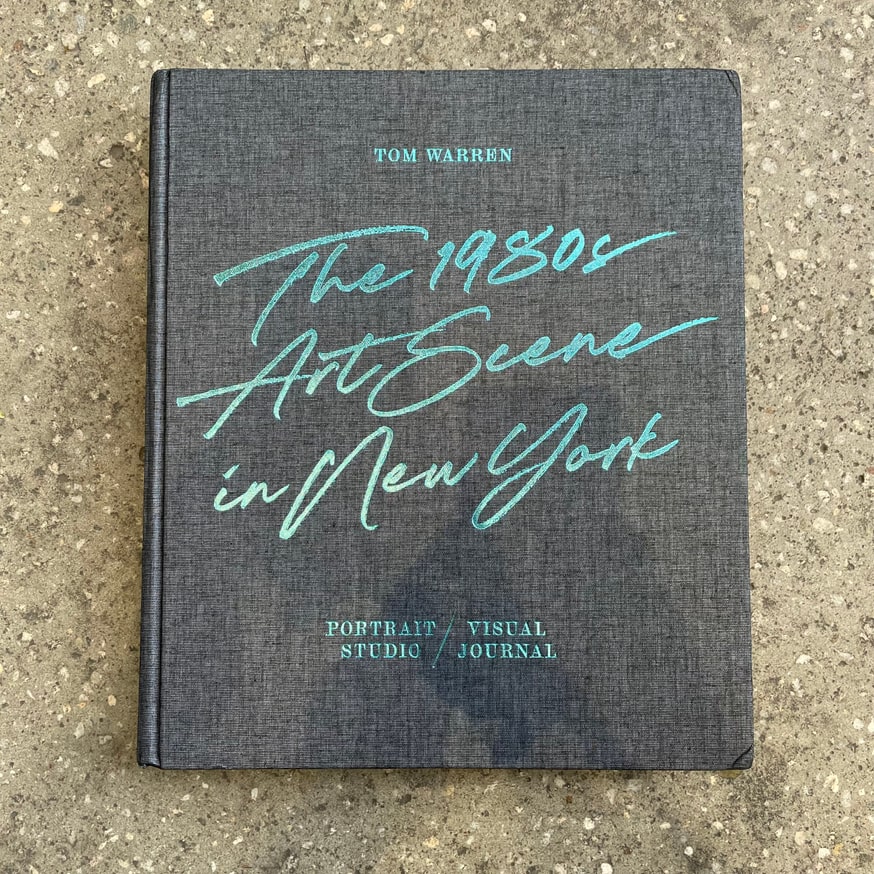 TOM WARREN
The 1980s
Art Scene
in New York
PORTRAIT / VISUAL
STUDIO / JOURNAL